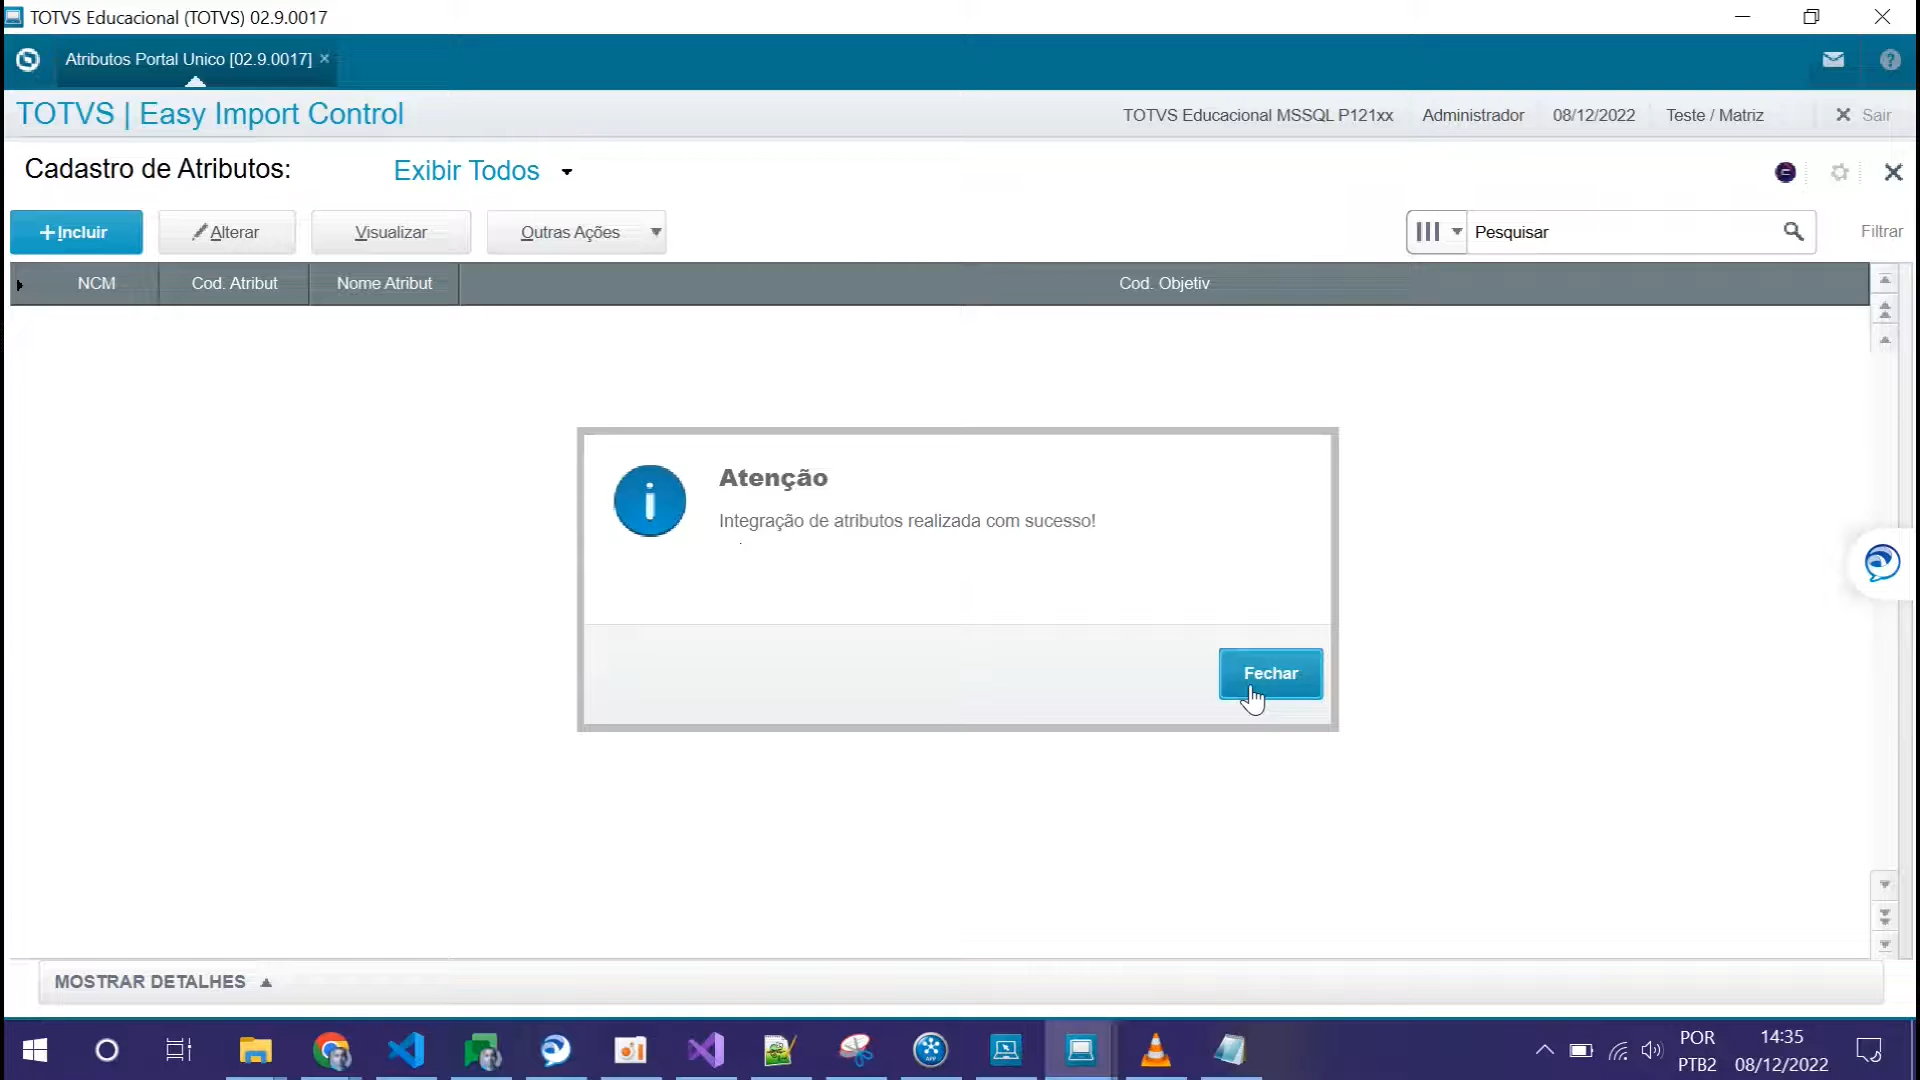 TOTVS Educacional (TOTVS) 02.9.0017
Atributos Portal Unico [02.9.0017] ×
TOTVS | Easy Import Control
TOTVS Educacional MSSQL P121xx Administrador 08/12/2022 Teste / Matriz Sair
Cadastro de Atributos: Exibir Todos
+Incluir Alterar Visualizar Outras Ações Pesquisar Filtrar
NCM Cod. Atribut Nome Atribut Cod. Objetiv
Atenção
Integração de atributos realizada com sucesso!
.
Fechar
MOSTRAR DETALHES
POR 14:35
PTB2 08/12/2022